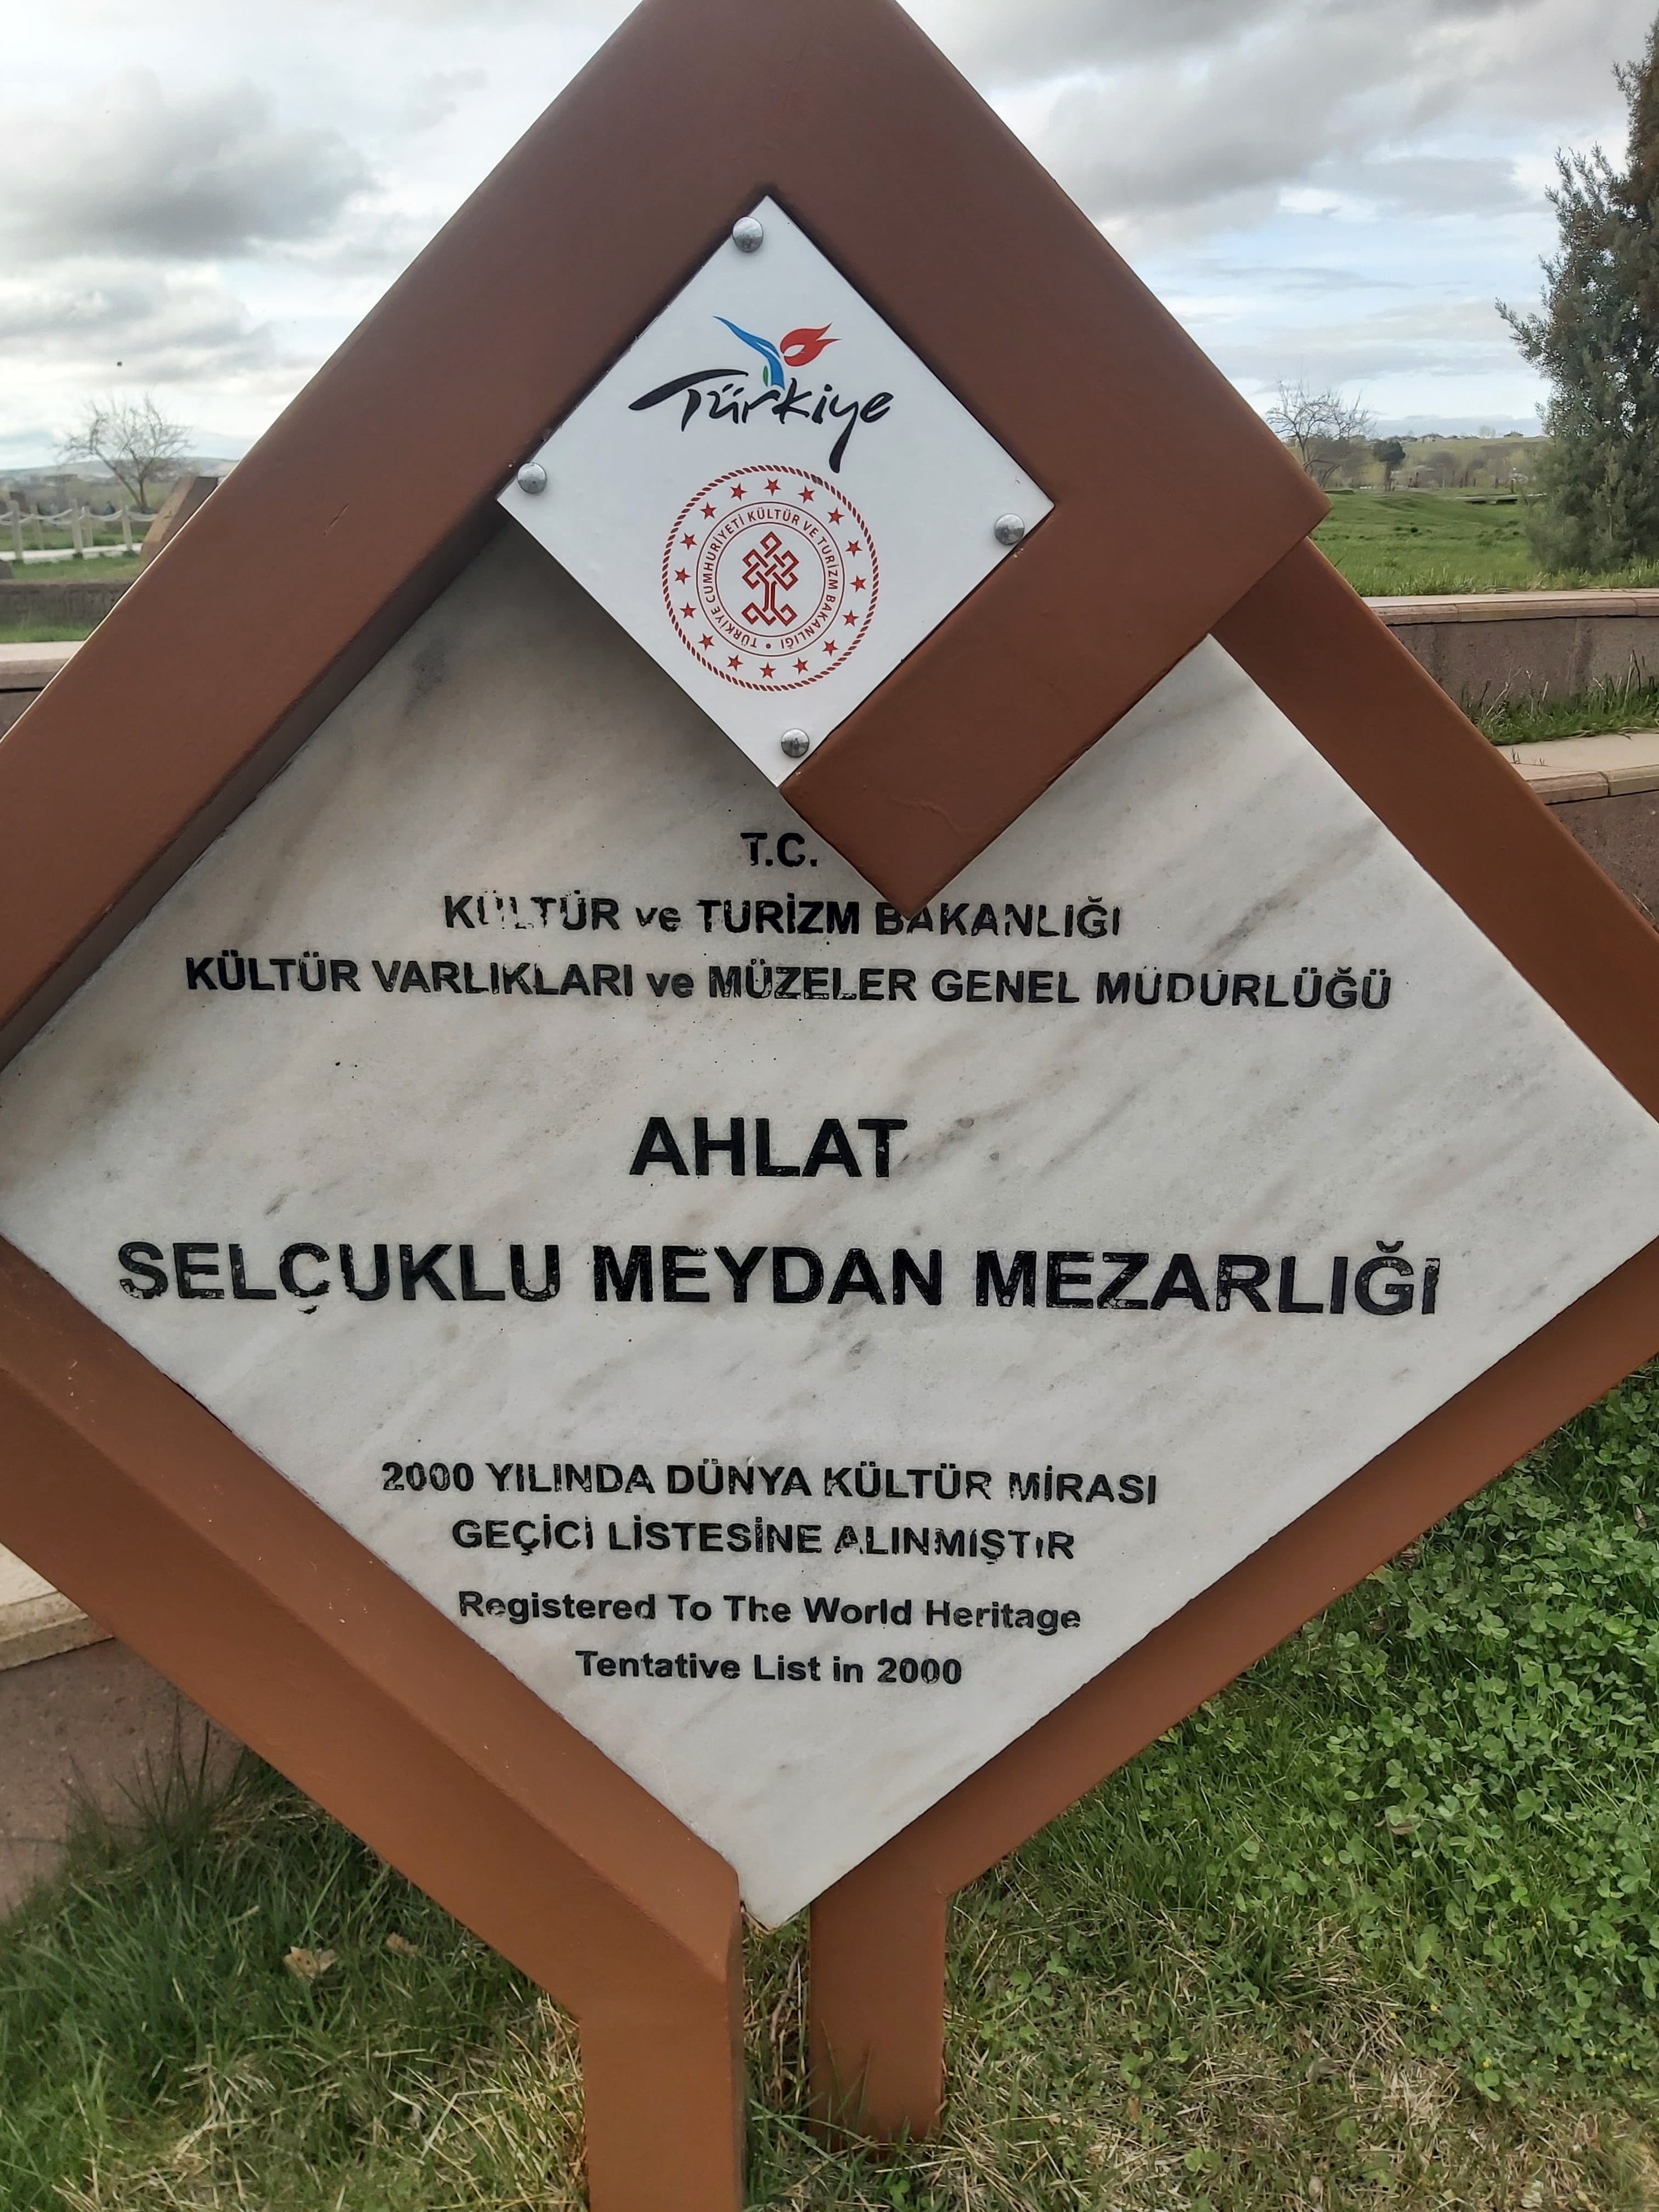 Türkiye
TÜRKİYE CUMHURİYETİ KÜLTÜR VE TURİZM BAKANLIĞI
T.C.
KÜLTÜR ve TURİZM BAKANLIĞI
KÜLTÜR VARLIKLARI ve MÜZELER GENEL MÜDÜRLÜĞÜ
AHLAT
SELÇUKLU MEYDAN MEZARLIĞI
2000 YILINDA DÜNYA KÜLTÜR MİRASI
GEÇİCİ LİSTESİNE ALINMIŞTIR
Registered To The World Heritage
Tentative List in 2000